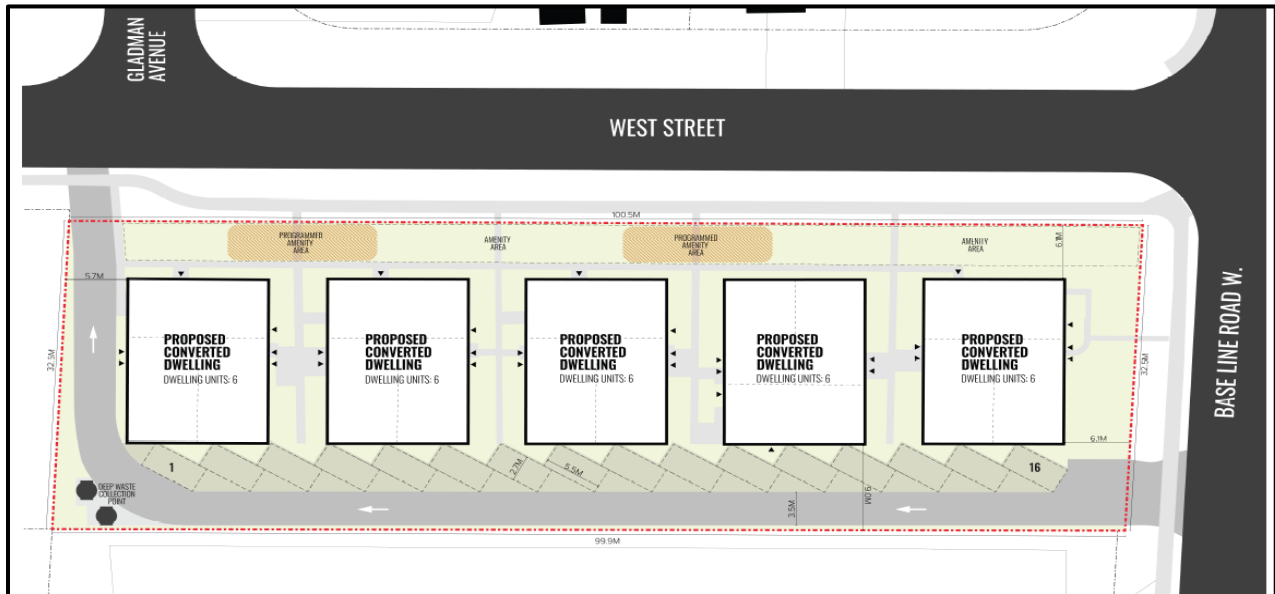 GLADMAN
AVENUE
WEST STREET
BASE LINE ROAD W.
100.5M
PROGRAMMED
AMENITY
AREA
AMENITY
AREA
PROGRAMMED
AMENITY
AREA
AMENITY
AREA
6.1M
5.7M
32.5M
32.5M
PROPOSED
CONVERTED
DWELLING
DWELLING UNITS: 6
PROPOSED
CONVERTED
DWELLING
DWELLING UNITS: 6
PROPOSED
CONVERTED
DWELLING
DWELLING UNITS: 6
PROPOSED
CONVERTED
DWELLING
DWELLING UNITS: 6
PROPOSED
CONVERTED
DWELLING
DWELLING UNITS: 6
6.1M
1
2.7M
5.5M
16
DEEP WASTE
COLLECTION
POINT
3.5M
9.0M
99.9M